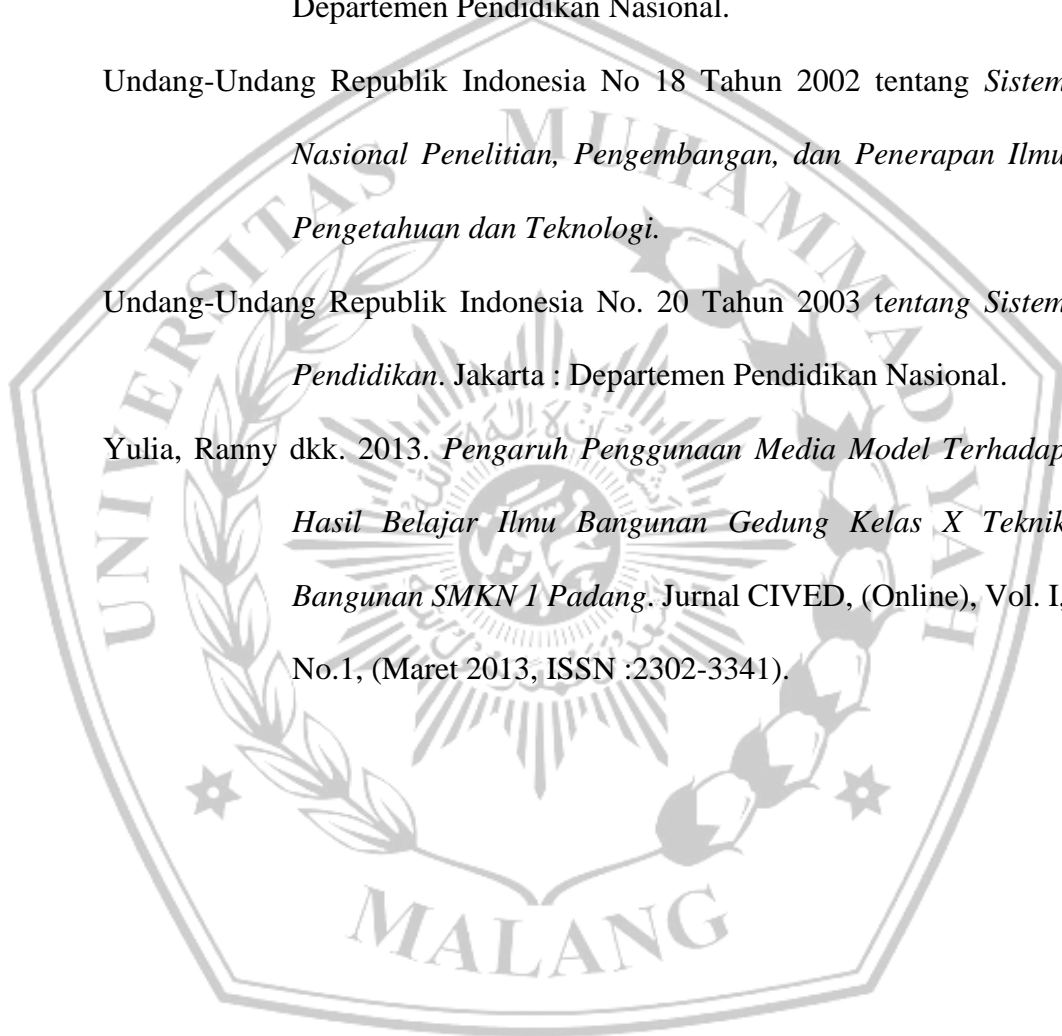 Departemen Pendidikan Nasional.
Undang-Undang Republik Indonesia No 18 Tahun 2002 tentang Sistem
Nasional Penelitian, Pengembangan, dan Penerapan Ilmu
Pengetahuan dan Teknologi.
Undang-Undang Republik Indonesia No. 20 Tahun 2003 tentang Sistem
Pendidikan. Jakarta : Departemen Pendidikan Nasional.
Yulia, Ranny dkk. 2013. Pengaruh Penggunaan Media Model Terhadap
Hasil Belajar Ilmu Bangunan Gedung Kelas X Teknik
Bangunan SMKN 1 Padang. Jurnal CIVED, (Online), Vol. I,
No.1, (Maret 2013, ISSN :2302-3341).
UNIVERSITAS MUHAMMADIYAH
MALANG